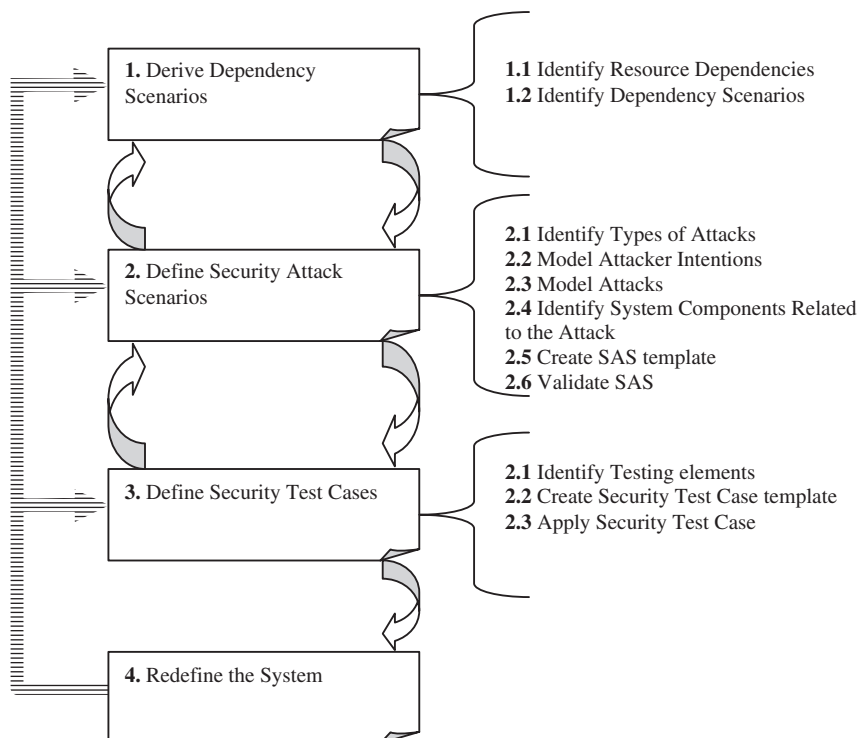 1. Derive Dependency
Scenarios
1.1 Identify Resource Dependencies
1.2 Identify Dependency Scenarios
2. Define Security Attack
Scenarios
2.1 Identify Types of Attacks
2.2 Model Attacker Intentions
2.3 Model Attacks
2.4 Identify System Components Related
to the Attack
2.5 Create SAS template
2.6 Validate SAS
3. Define Security Test Cases
2.1 Identify Testing elements
2.2 Create Security Test Case template
2.3 Apply Security Test Case
4. Redefine the System